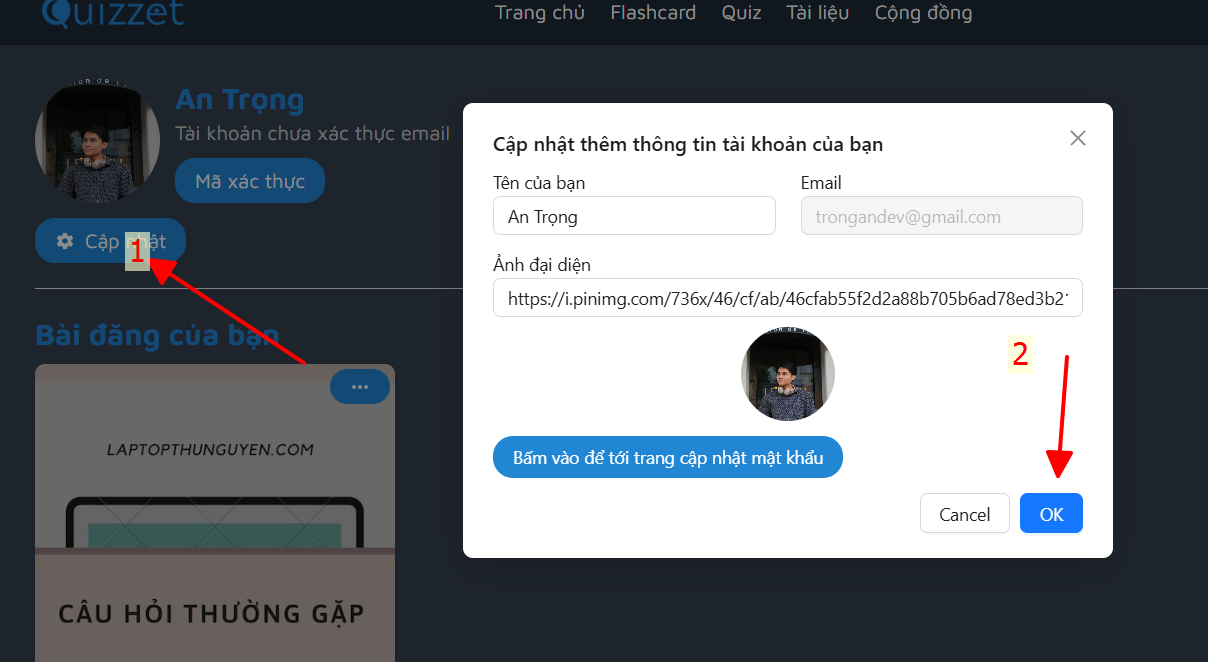 Quizzet
Trang chủ Flashcard Quiz Tài liệu Cộng đồng
An Trọng
Tài khoản chưa xác thực email
Mã xác thực
Cập nhật
1
Bài đăng của bạn
LAPTOPTHUNGUYEN.COM
CÂU HỎI THƯỜNG GẶP
Cập nhật thêm thông tin tài khoản của bạn
Tên của bạn Email
An Trọng trongandev@gmail.com
Ảnh đại diện
https://i.pinimg.com/736x/46/cf/ab/46cfab55f2d2a88b705b6ad78ed3b21
2
Bấm vào để tới trang cập nhật mật khẩu
Cancel OK